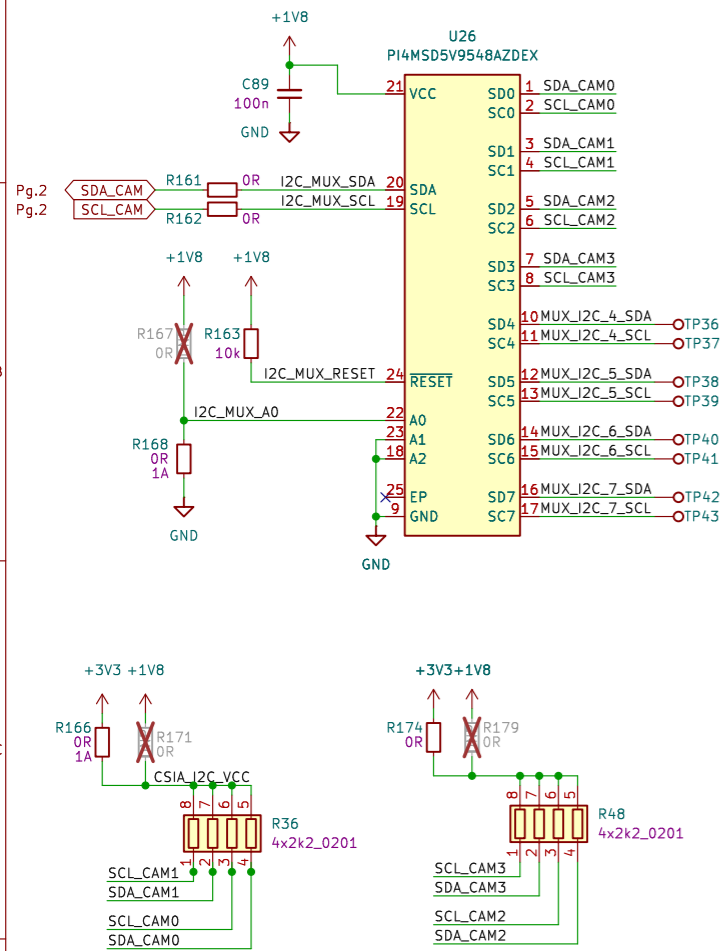 +1V8
U26
PI4MSD5V9548AZDEX
C89
100n
GND
21 VCC
SD0 1 SDA_CAM0
SC0 2 SCL_CAM0
SD1 3 SDA_CAM1
SC1 4 SCL_CAM1
Pg.2 SDA_CAM R161 0R I2C_MUX_SDA 20 SDA
Pg.2 SCL_CAM R162 0R I2C_MUX_SCL 19 SCL
SD2 5 SDA_CAM2
SC2 6 SCL_CAM2
+1V8 +1V8
SD3 7 SDA_CAM3
SC3 8 SCL_CAM3
R167
0R
R163
10k
SD4 10 MUX_I2C_4_SDA TP36
SC4 11 MUX_I2C_4_SCL TP37
I2C_MUX_RESET 24 RESET
SD5 12 MUX_I2C_5_SDA TP38
SC5 13 MUX_I2C_5_SCL TP39
I2C_MUX_A0 22 A0
23 A1
18 A2
SD6 14 MUX_I2C_6_SDA TP40
SC6 15 MUX_I2C_6_SCL TP41
R168
0R
1A
GND
25 EP
9 GND
SD7 16 MUX_I2C_7_SDA TP42
SC7 17 MUX_I2C_7_SCL TP43
GND
+3V3 +1V8
R166
0R
1A
R171
0R
CSIA_I2C_VCC
8 7 6 5
R36
4x2k2_0201
1 2 3 4
SCL_CAM1
SDA_CAM1
SCL_CAM0
SDA_CAM0
+3V3 +1V8
R174
0R
R179
0R
8 7 6 5
R48
4x2k2_0201
1 2 3 4
SCL_CAM3
SDA_CAM3
SCL_CAM2
SDA_CAM2